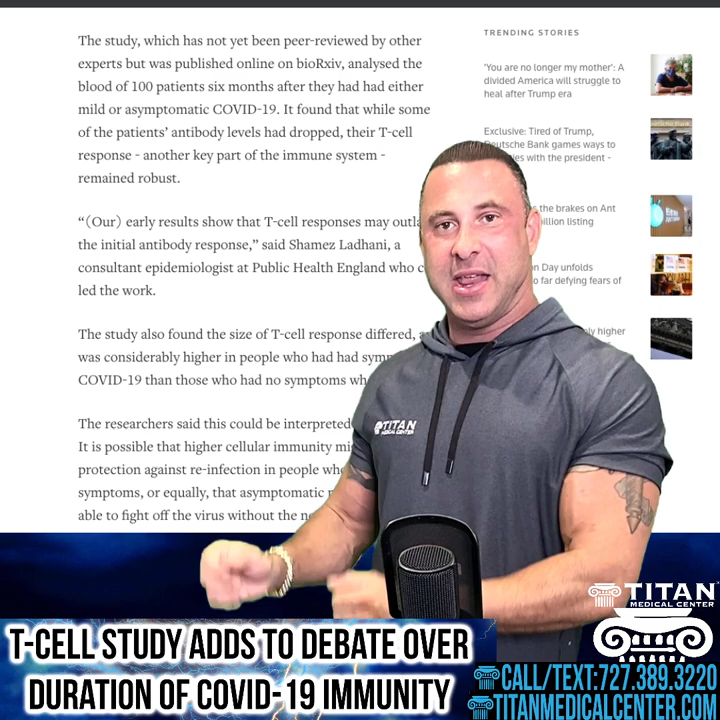 The study, which has not yet been peer-reviewed by other
experts but was published online on bioRxiv, analysed the
blood of 100 patients six months after they had had either
mild or asymptomatic COVID-19. It found that while some
of the patients' antibody levels had dropped, their T-cell
response - another key part of the immune system -
remained robust.
“(Our) early results show that T-cell responses may
the initial antibody response,” said Shamez Ladhani, a
consultant epidemiologist at Public Health England who
led the work.
The study also found the size of T-cell response differed,
was considerably higher in people who had had
COVID-19 than those who had no symptoms
The researchers said this could be interpreted
It is possible that higher cellular immunity
protection against re-infection in people
symptoms, or equally, that asymptomatic
able to fight off the virus without the
TRENDING STORIES
'You are no longer my mother': A
divided America will struggle to
heal after Trump era
Exclusive: Tired of Trump,
Deutsche Bank games ways to
with the president -
the brakes on Ant
listing
Day unfolds
far defying fears of
higher
TITAN
MEDICAL CENTER
TITAN
MEDICAL CENTER
T-CELL STUDY ADDS TO DEBATE OVER
DURATION OF COVID-19 IMMUNITY
CALL/TEXT:727.389.3220
TITANMEDICALCENTER.COM